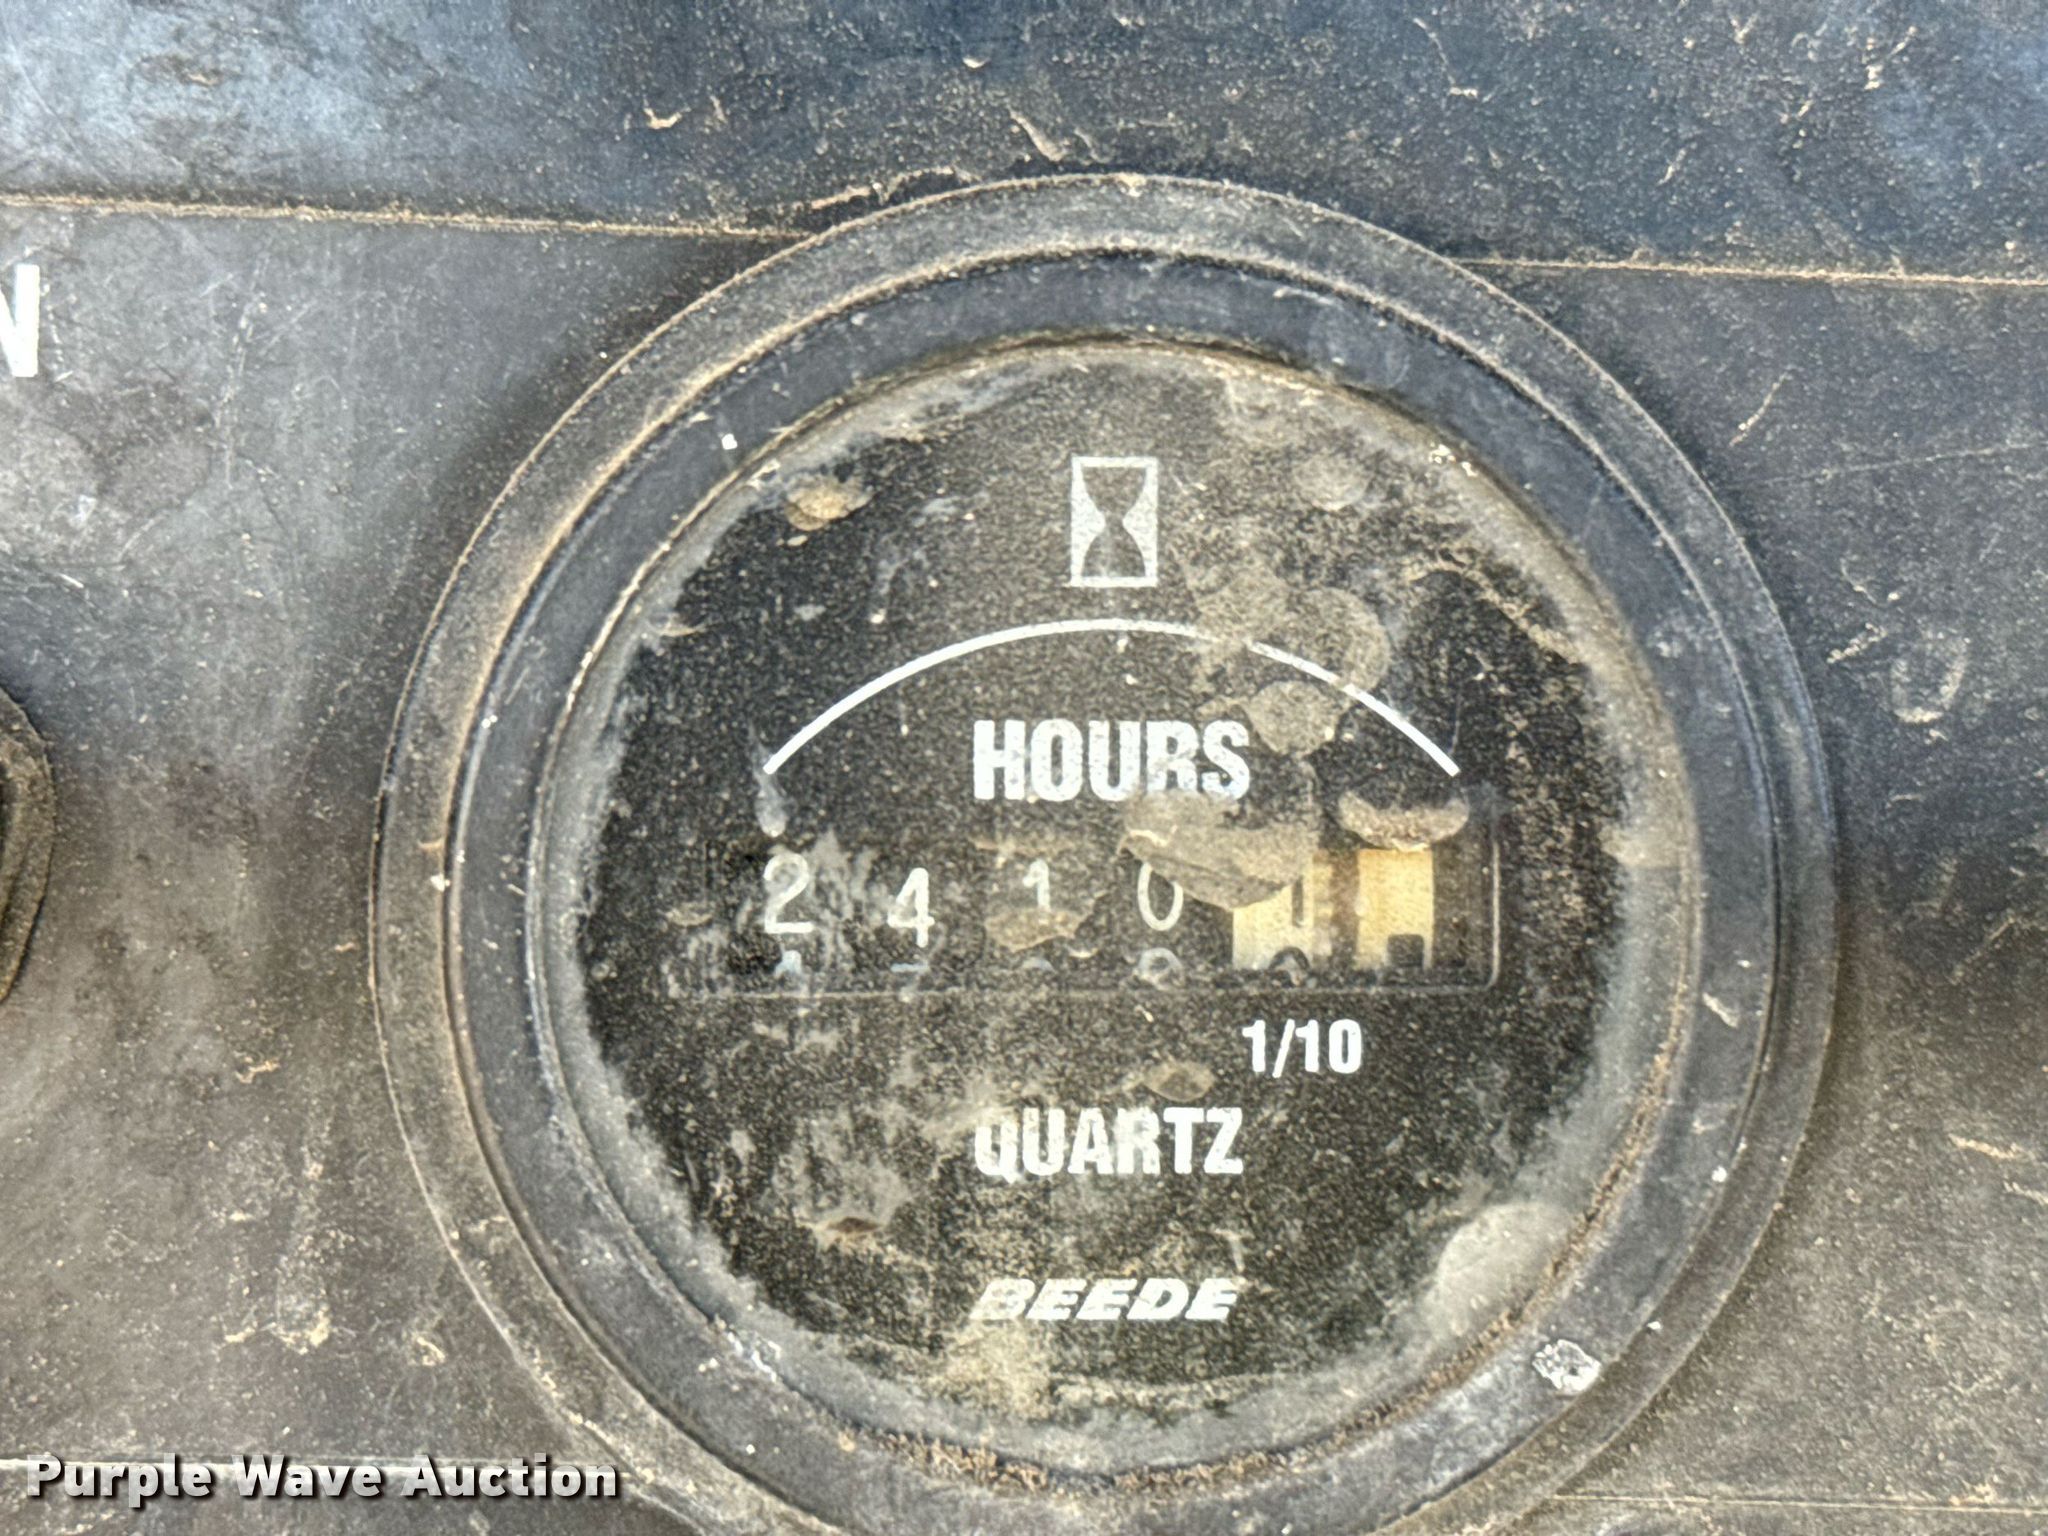 N
HOURS
2 4 1 0
1/10
QUARTZ
BEEDE
Purple Wave Auction